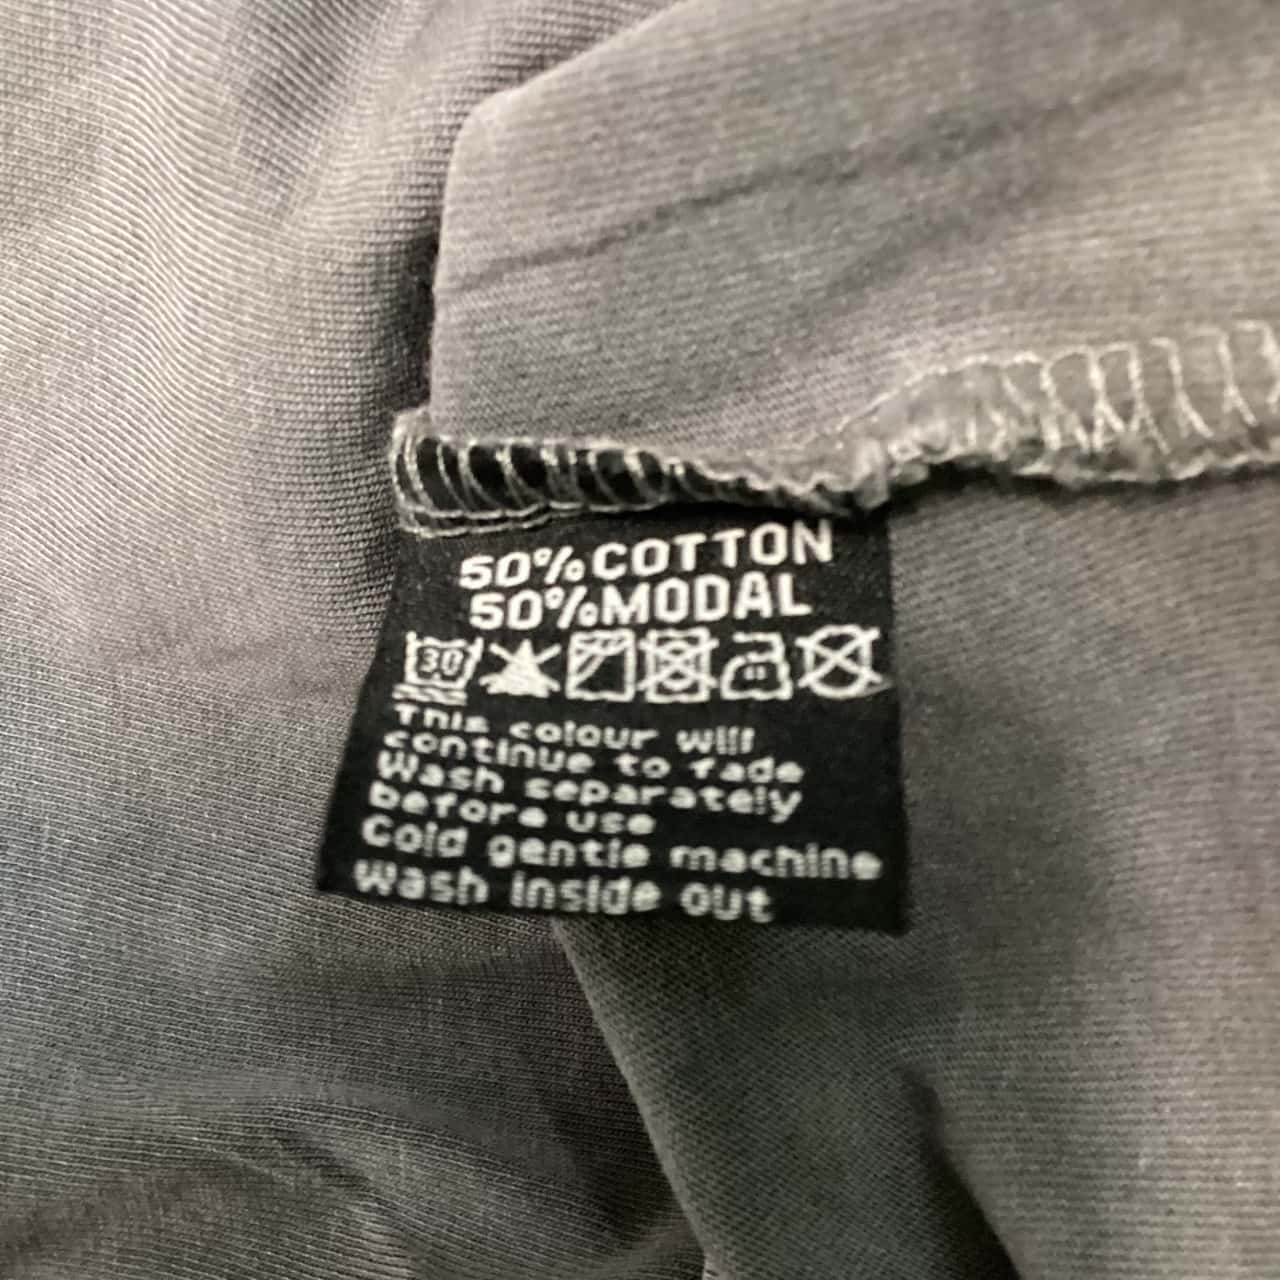 50%COTTON
50%MODAL
30
This colour will
continue to fade
Wash separately
before use
Cold gentle machine
wash inside out